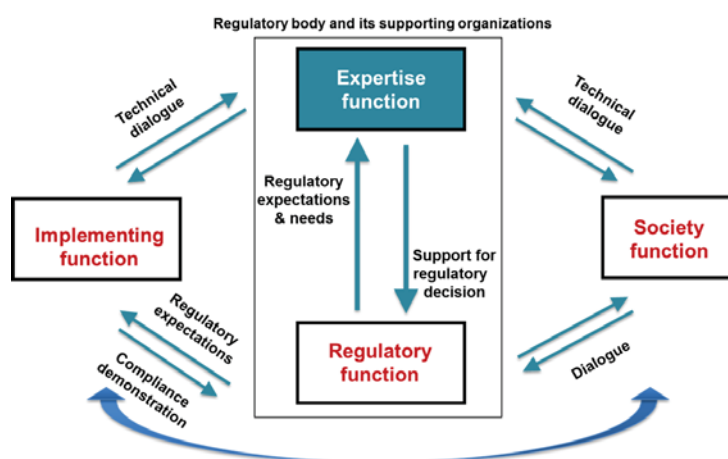 Regulatory body and its supporting organizations
Expertise
function
Technical
dialogue
Technical
dialogue
Regulatory
expectations
& needs
Implementing
function
Society
function
Support for
regulatory
decision
Regulatory
expectations
Regulatory
function
Compliance
demonstration
Dialogue